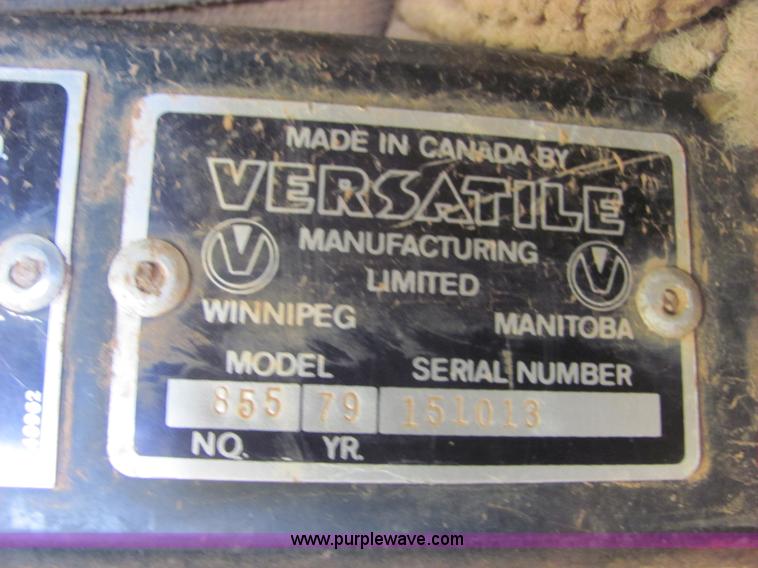 MADE IN CANADA BY
VERSATILE
MANUFACTURING
LIMITED
WINNIPEG MANITOBA
MODEL SERIAL NUMBER
855 79 151013
NO. YR.
www.purplewave.com